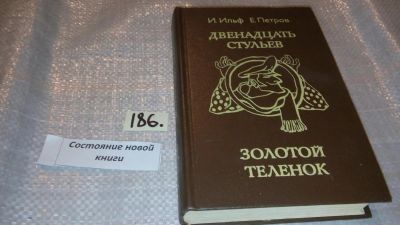 И. Ильф Е. Петров
ДВЕНАДЦАТЬ
СТУЛЬЕВ
ЗОЛОТОЙ
ТЕЛЕНОК
186.
Состояние новой
книги